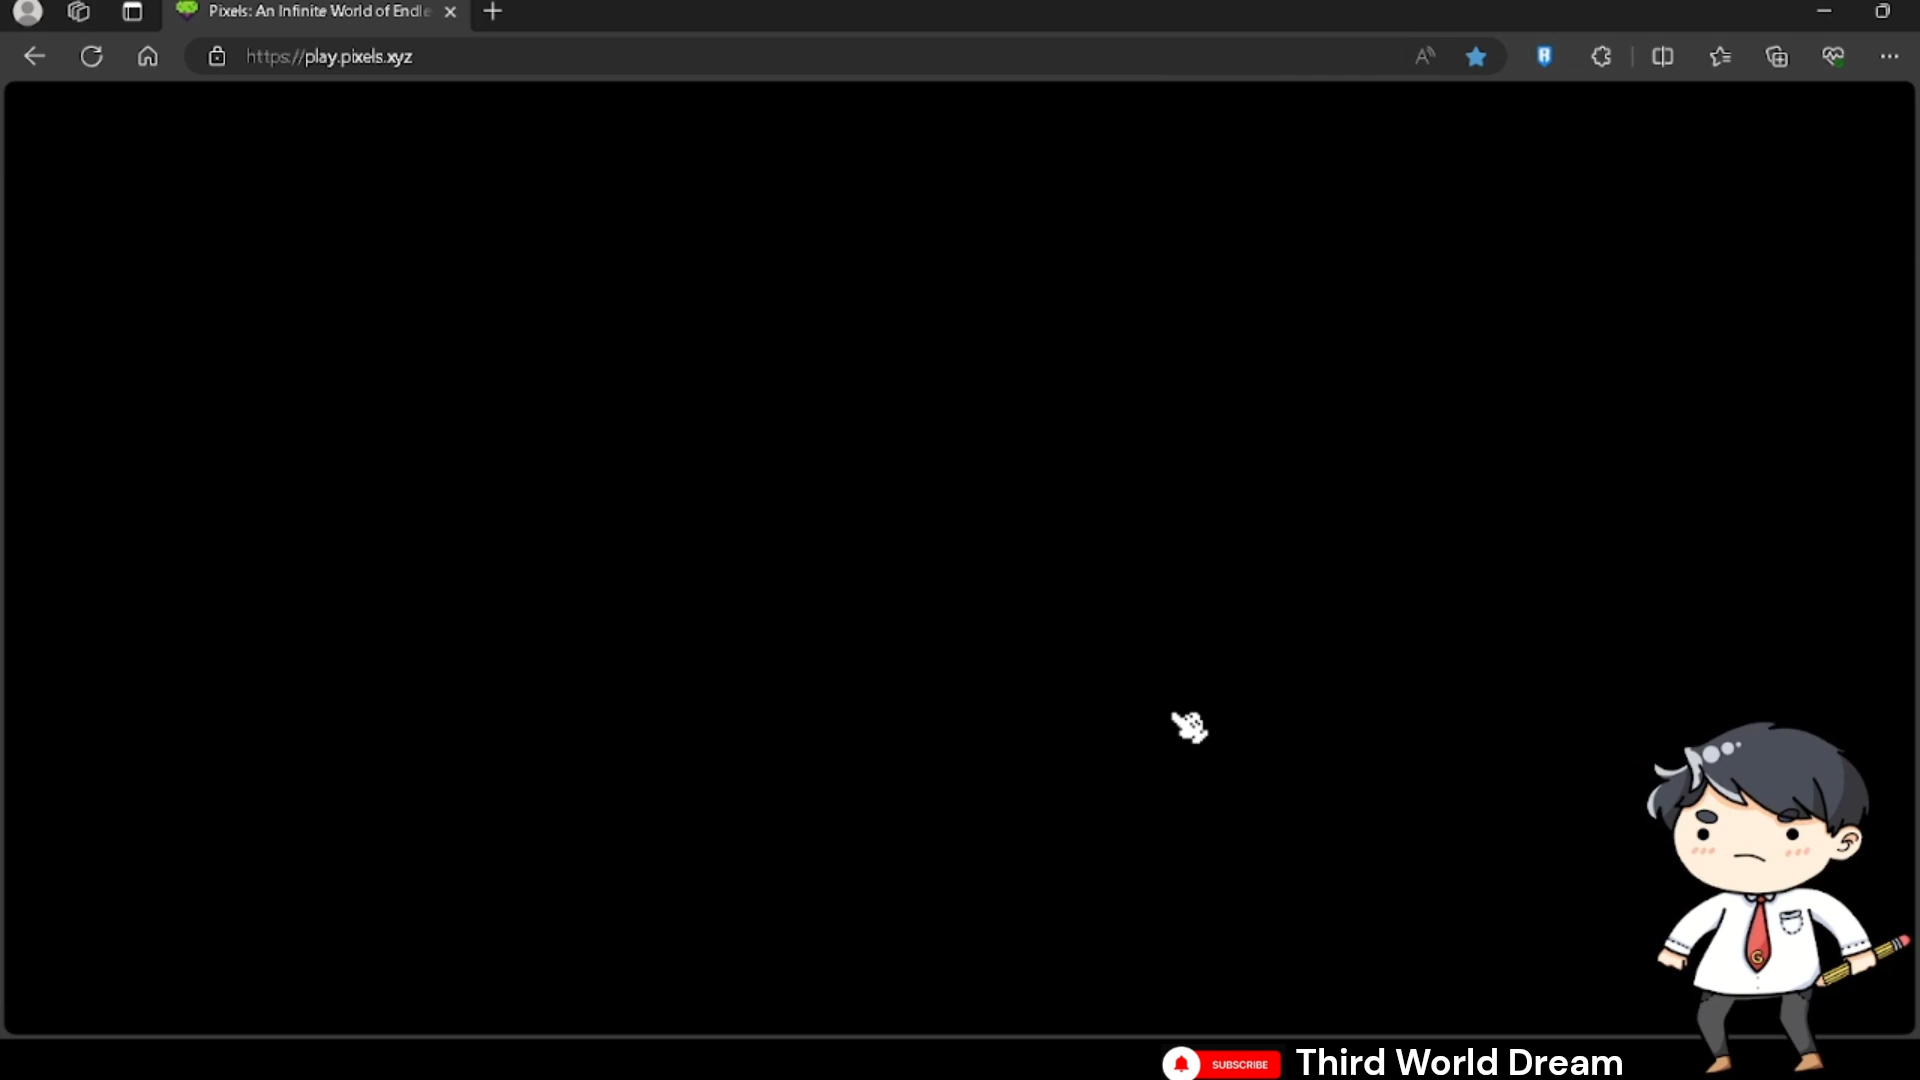 Pixels: An Infinite World of Endle
https://play.pixels.xyz
SUBSCRIBE
Third World Dream
G